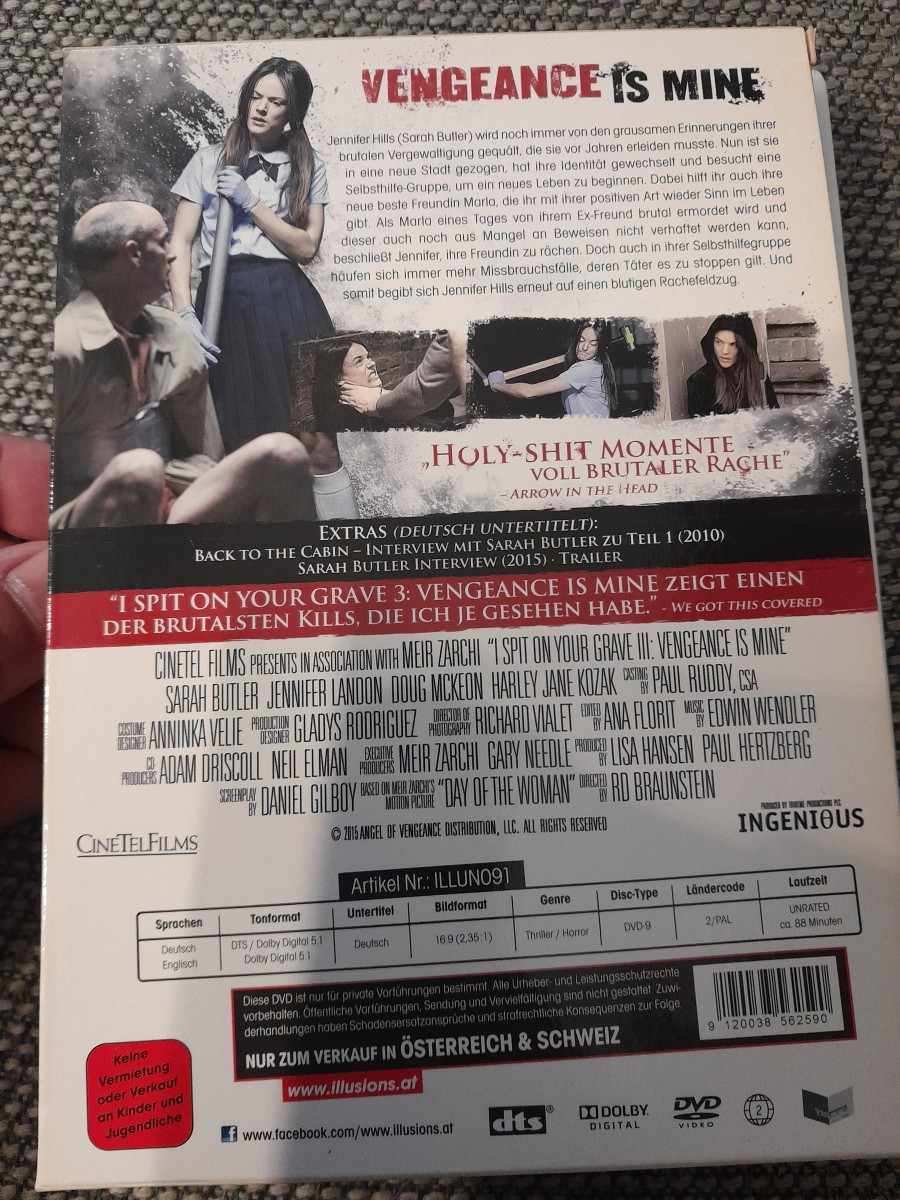 VENGEANCE IS MINE
Jennifer Hills (Sarah Butler) wird noch immer von den grausamen Erinnerungen ihrer
brutalen Vergewaltigung gequält, die sie vor Jahren erleiden musste. Nun ist sie
in eine neue Stadt gezogen, hat ihre Identität gewechselt und besucht eine
Selbsthilfe-Gruppe, um ein neues Leben zu beginnen. Dabei hilft ihr auch ihre
neue beste Freundin Marla, die ihr mit ihrer positiven Art wieder Sinn im Leben
gibt. Als Marla eines Tages von ihrem Ex-Freund brutal ermordet wird und
dieser auch noch aus Mangel an Beweisen nicht verhaftet werden kann,
beschließt Jennifer, ihre Freundin zu rächen. Doch auch in ihrer Selbsthilfegruppe
häufen sich immer mehr Missbrauchsfälle, deren Täter es zu stoppen gilt. Und
somit begibt sich Jennifer Hills erneut auf einen blutigen Rachefeldzug.
„HOLY-SHIT MOMENTE
VOLL BRUTALER RACHE”
- ARROW IN THE HEAD
EXTRAS (DEUTSCH UNTERTITELT):
BACK TO THE CABIN – INTERVIEW MIT SARAH BUTLER ZU TEIL 1 (2010)
SARAH BUTLER INTERVIEW (2015) · TRAILER
“I SPIT ON YOUR GRAVE 3: VENGEANCE IS MINE ZEIGT EINEN
DER BRUTALSTEN KILLS, DIE ICH JE GESEHEN HABE.” - WE GOT THIS COVERED
CINETEL FILMS PRESENTS IN ASSOCIATION WITH MEIR ZARCHI “I SPIT ON YOUR GRAVE III: VENGEANCE IS MINE”
SARAH BUTLER JENNIFER LANDON DOUG MCKEON HARLEY JANE KOZAK CASTING BY PAUL RUDDY, CSA
COSTUME DESIGNER ANNINKA VELIE PRODUCTION DESIGNER GLADYS RODRIGUEZ DIRECTOR OF PHOTOGRAPHY RICHARD VIALET EDITED BY ANA FLORIT MUSIC BY EDWIN WENDLER
CO-PRODUCERS ADAM DRISCOLL NEIL ELMAN EXECUTIVE PRODUCERS MEIR ZARCHI GARY NEEDLE PRODUCED BY LISA HANSEN PAUL HERTZBERG
SCREENPLAY BY DANIEL GILBOY BASED ON MEIR ZARCHI'S MOTION PICTURE “DAY OF THE WOMAN” DIRECTED BY RD BRAUNSTEIN
© 2015 ANGEL OF VENGEANCE DISTRIBUTION, LLC. ALL RIGHTS RESERVED
CINETELFILMS
INGENIOUS
Artikel Nr.: ILLUN091
Sprachen Tonformat Untertitel Bildformat Genre Disc-Type Ländercode Laufzeit
Deutsch DTS / Dolby Digital 5.1 Deutsch 16:9 (2,35:1) Thriller / Horror DVD-9 2/PAL UNRATED
Englisch Dolby Digital 5.1 ca. 88 Minuten
Diese DVD ist nur für private Vorführungen bestimmt. Alle Urheber- und Leistungsschutzrechte
vorbehalten. Öffentliche Vorführungen, Sendung und Vervielfältigung sind nicht gestattet. Zuwi-
derhandlungen haben Schadensersatzansprüche und strafrechtliche Konsequenzen zur Folge.
NUR ZUM VERKAUF IN ÖSTERREICH & SCHWEIZ
9 120038 562590
Keine
Vermietung
oder Verkauf
an Kinder und
Jugendliche
www.illusions.at
www.facebook.com/www.illusions.at
dts
DOLBY
DIGITAL
DVD
VIDEO
2